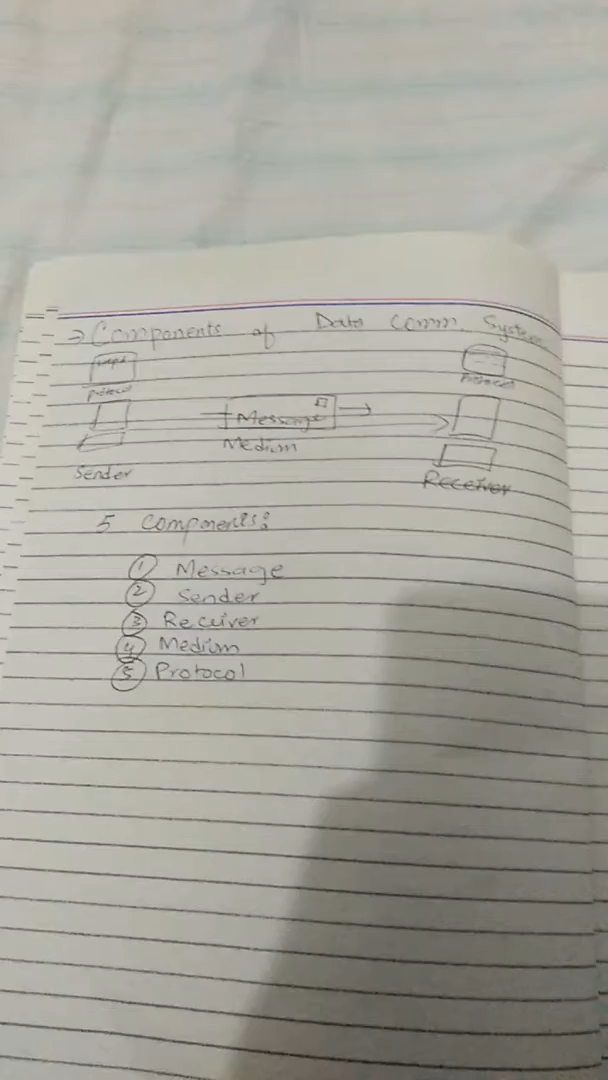 → Components of Data Comm. System
Protocol Protocol
Message
Medium
Sender Receiver
5 Components:
① Message
② Sender
③ Receiver
④ Medium
⑤ Protocol